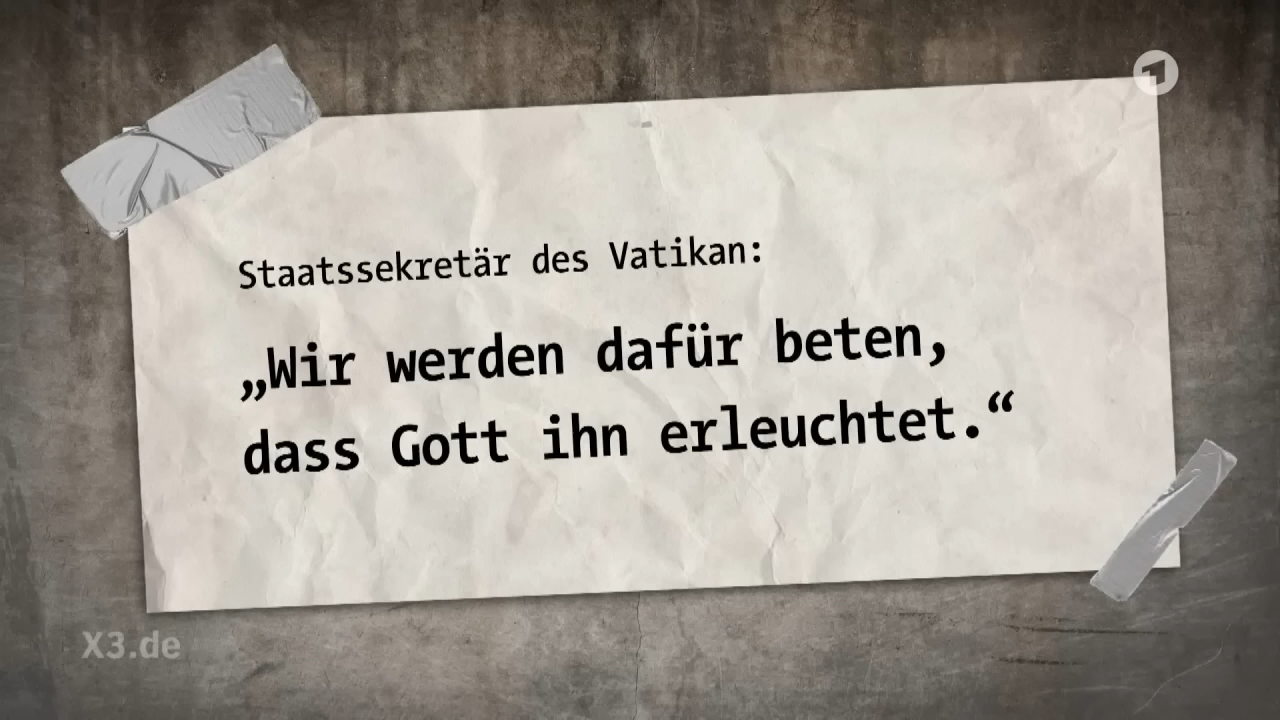 Staatssekretär des Vatikan:
„Wir werden dafür beten,
dass Gott ihn erleuchtet.“
X3.de